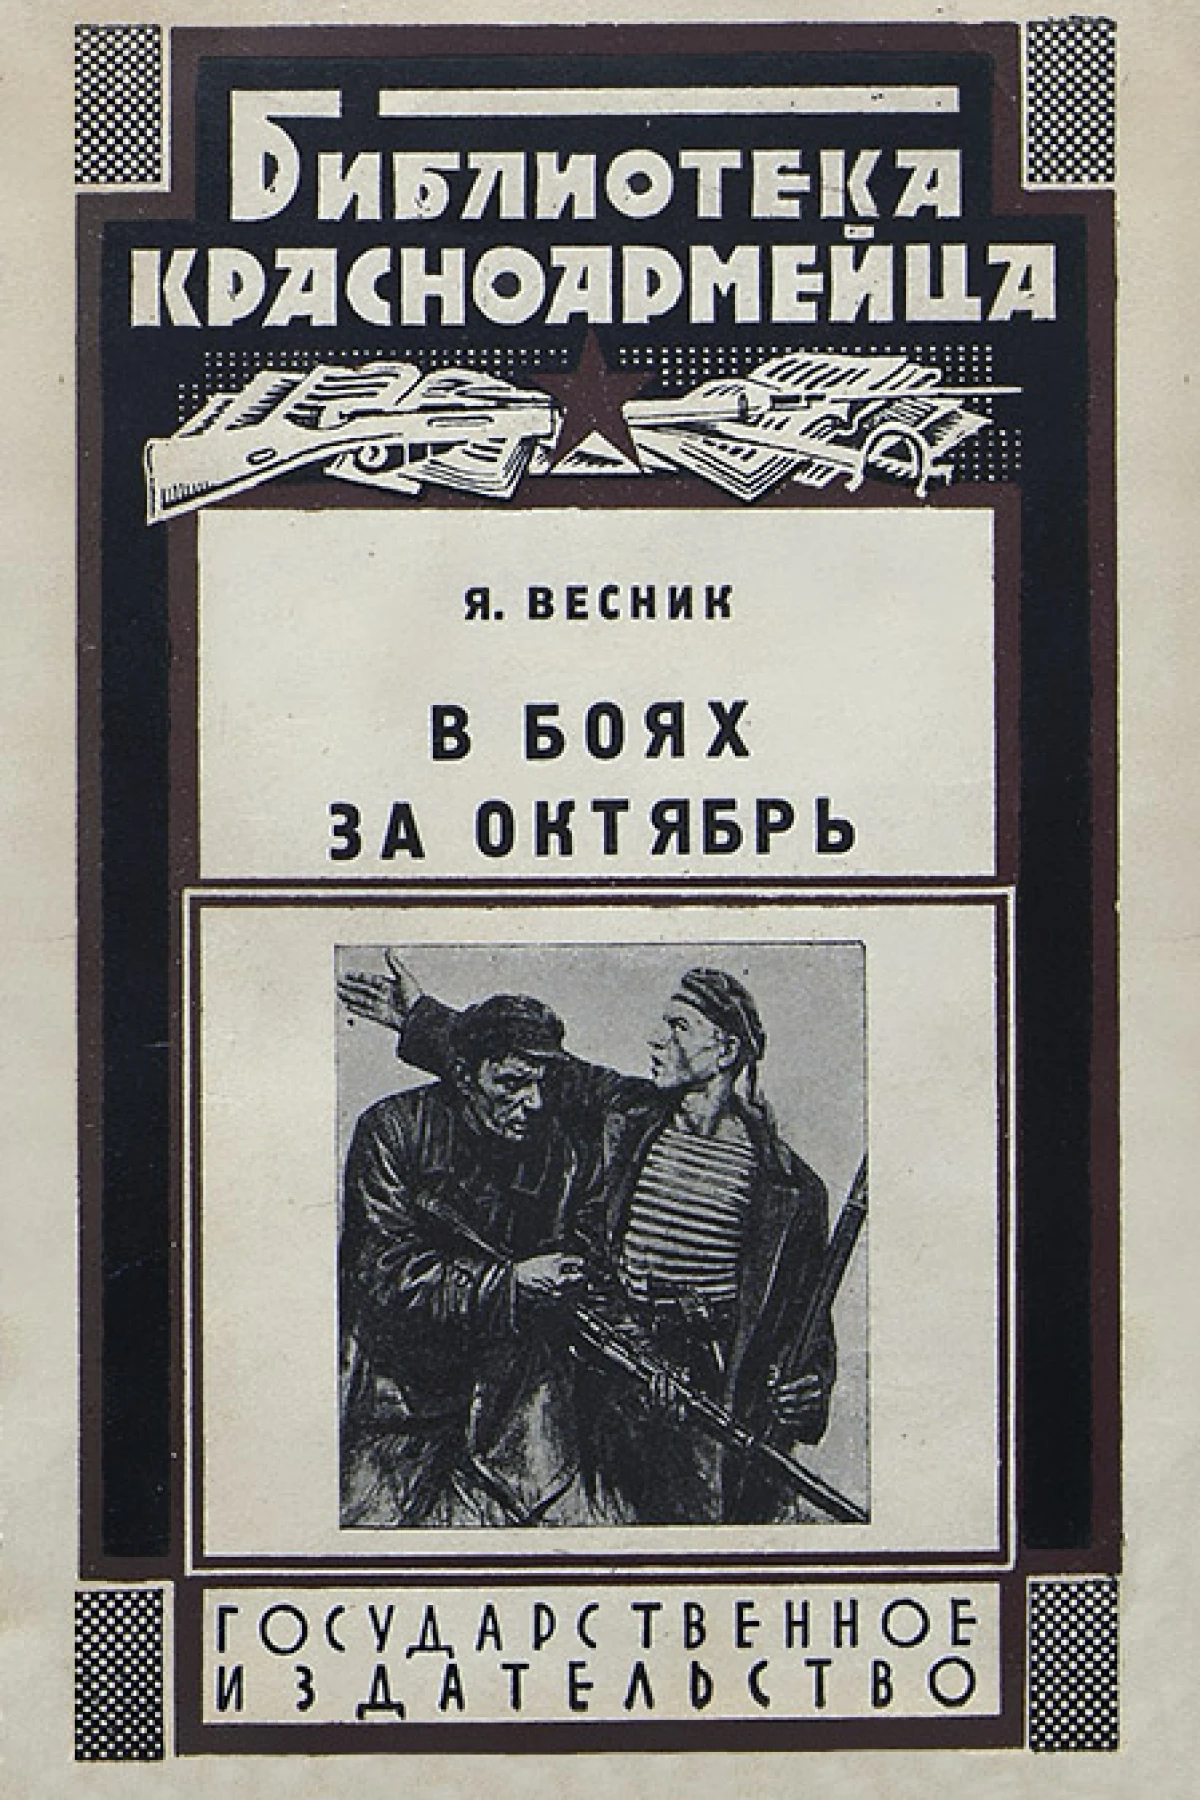 БИБЛИОТЕКА
КРАСНОАРМЕЙЦА
Я. ВЕСНИК
В БОЯХ
ЗА ОКТЯБРЬ
ГОСУДАРСТВЕННОЕ
ИЗДАТЕЛЬСТВО